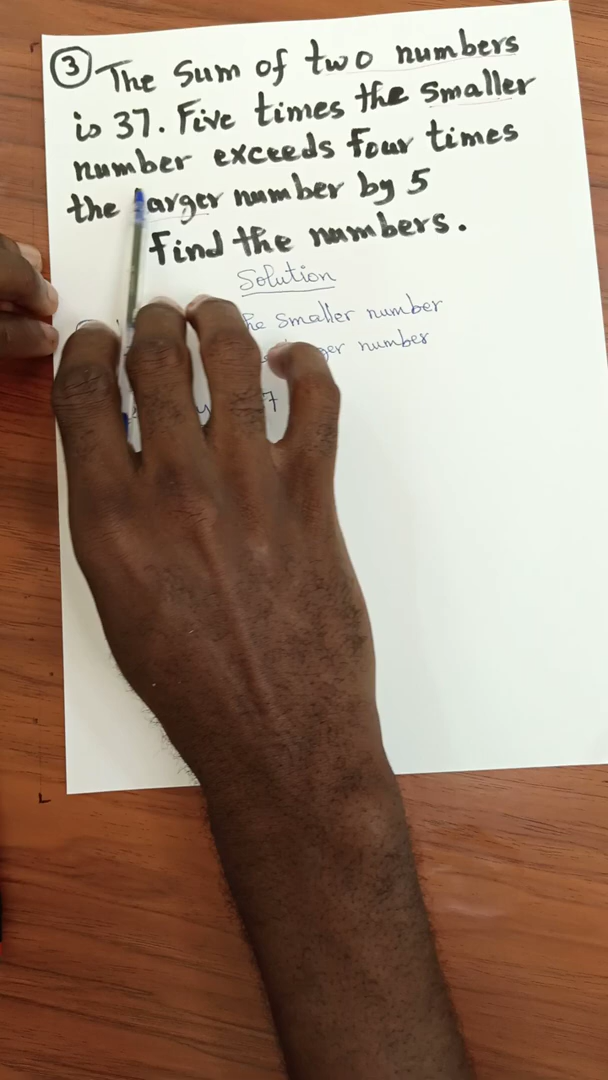 3 The sum of two numbers
is 37. Five times the smaller
number exceeds four times
the larger number by 5
Find the numbers.
Solution
smaller number
number
7